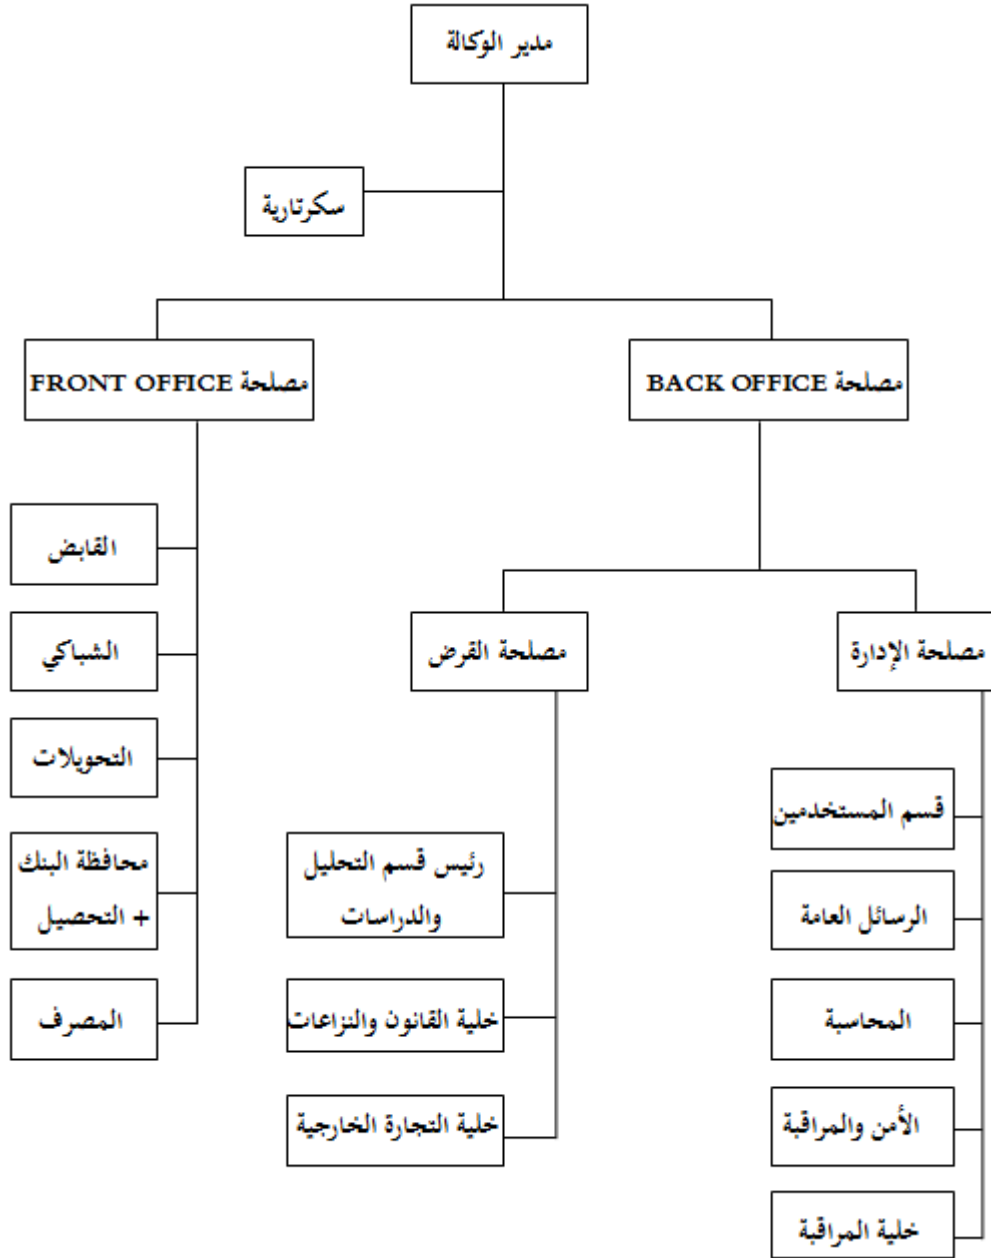 مدير الوكالة
سكرتارية
مصلحة BACK OFFICE
مصلحة FRONT OFFICE
مصلحة الإدارة
مصلحة القرض
قسم المستخدمين
الرسائل العامة
المحاسبة
الأمن والمراقبة
خلية المراقبة
رئيس قسم التحليل
والدراسات
خلية القانون والنزاعات
خلية التجارة الخارجية
القابض
الشباكي
التحويلات
محافظة البنك
+ التحصيل
المصرف